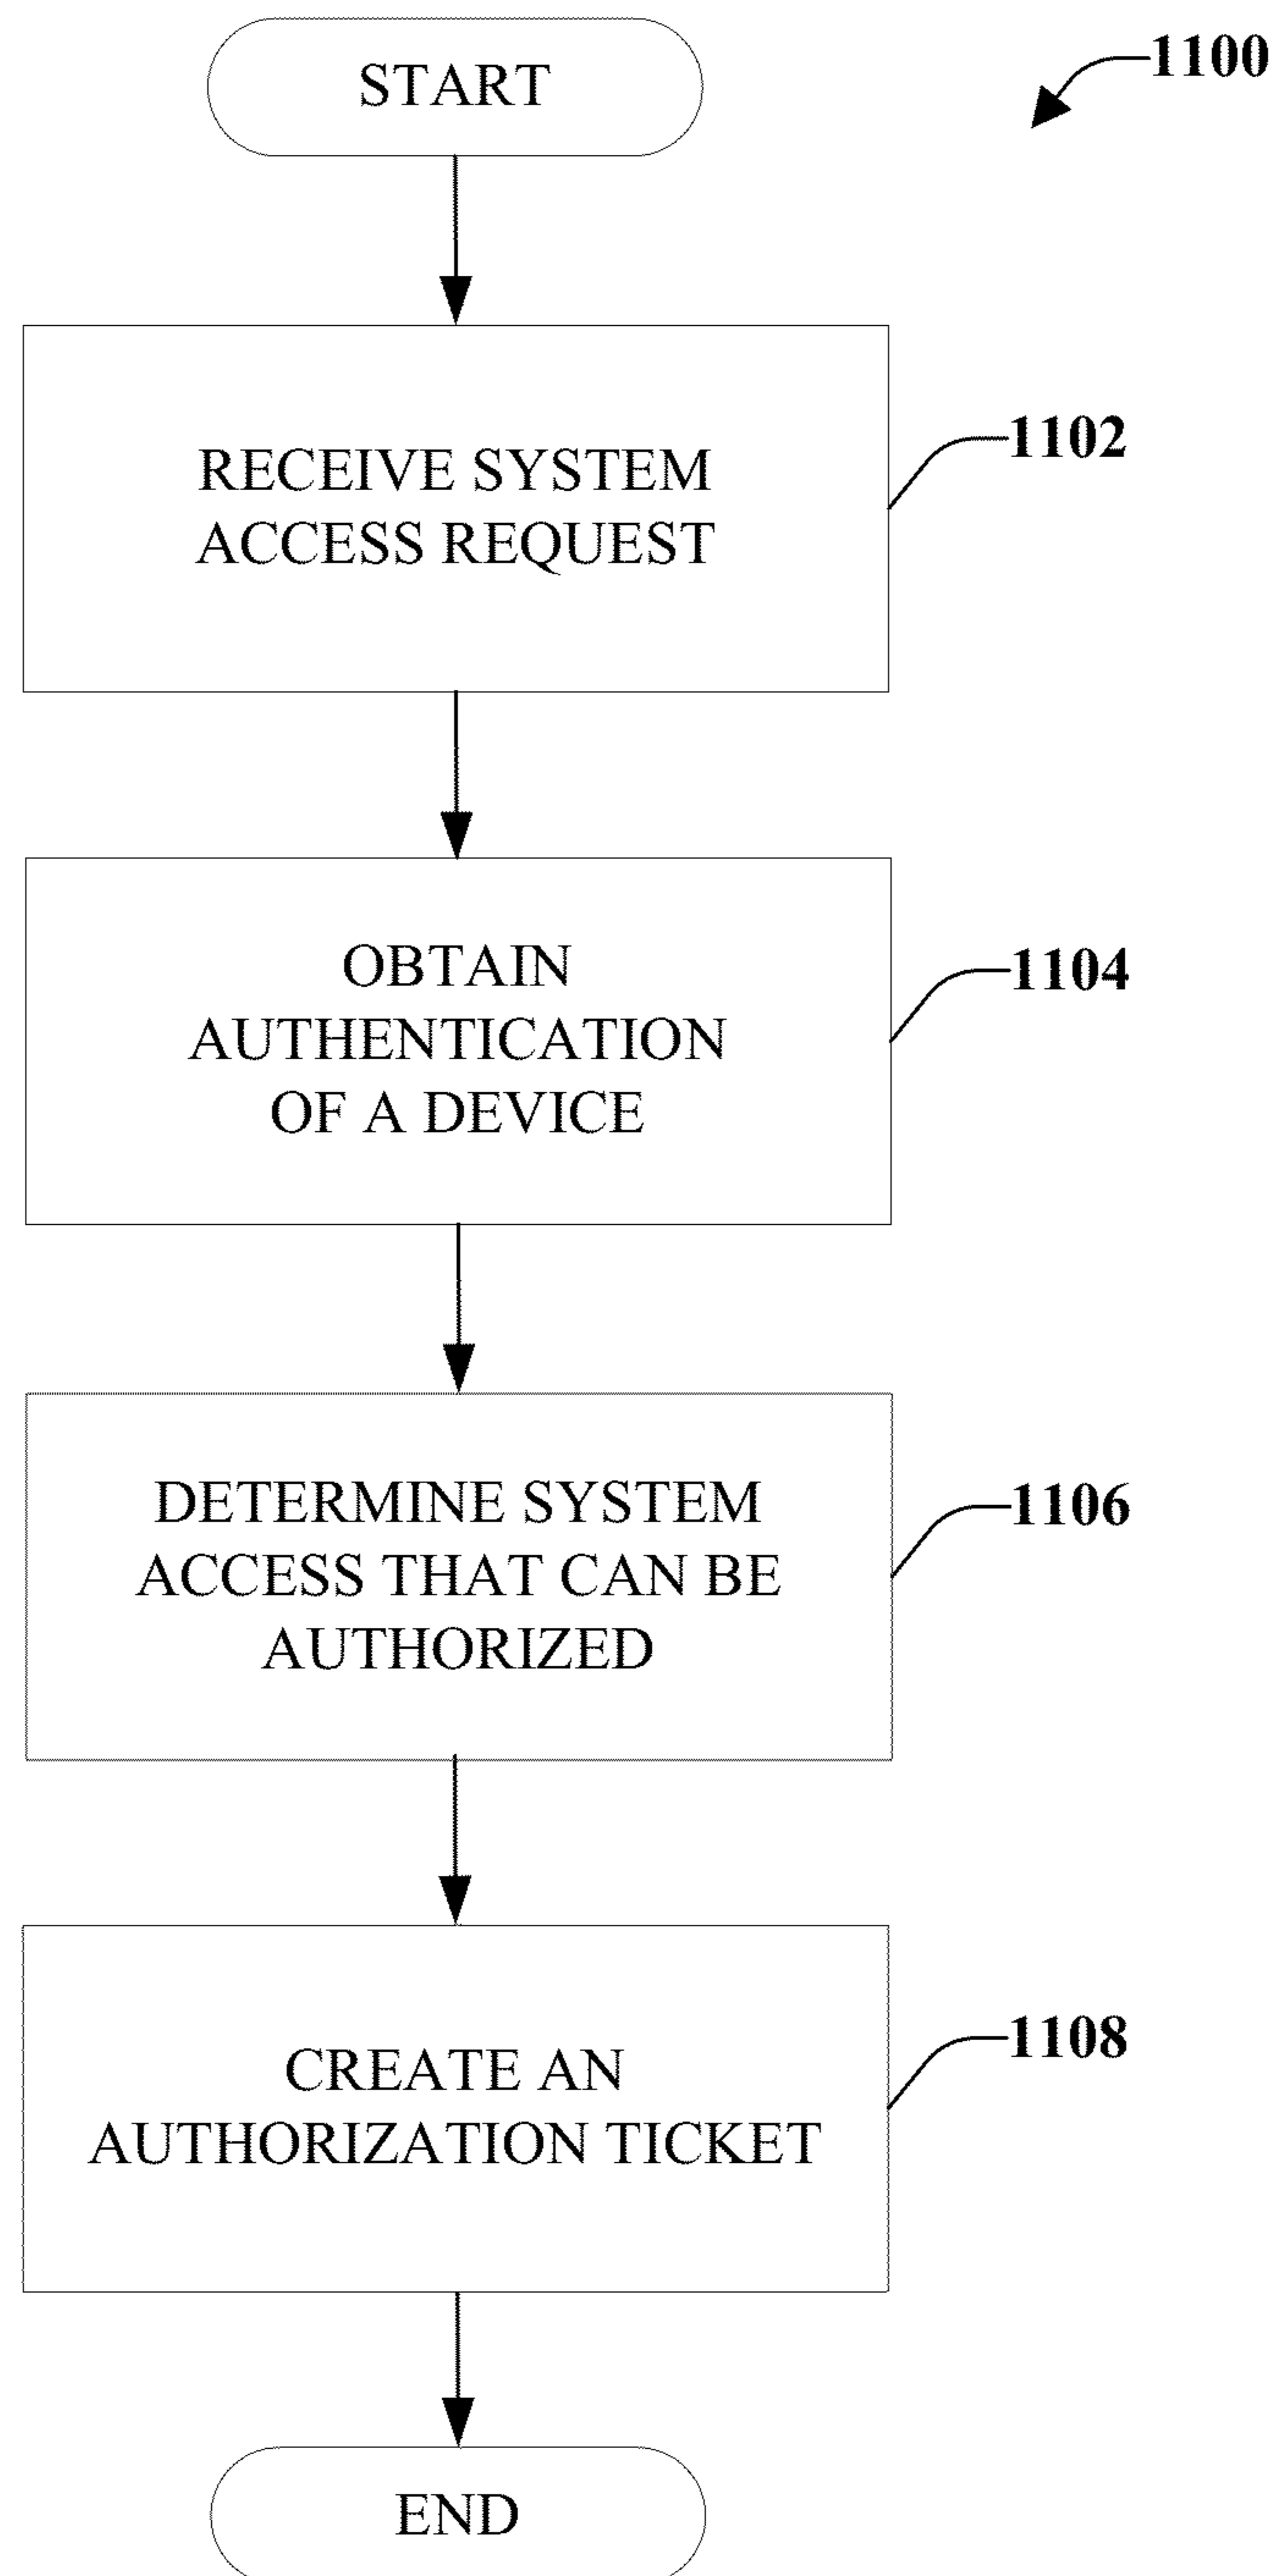 START
1100
RECEIVE SYSTEM
ACCESS REQUEST
1102
OBTAIN
AUTHENTICATION
OF A DEVICE
1104
DETERMINE SYSTEM
ACCESS THAT CAN BE
AUTHORIZED
1106
CREATE AN
AUTHORIZATION TICKET
1108
END